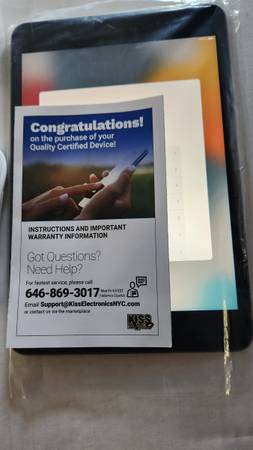 Congratulations!
on the purchase of your
Quality Certified Device!
INSTRUCTIONS AND IMPORTANT
WARRANTY INFORMATION
Got Questions?
Need Help?
For fastest service, please call
646-869-3017
Email Support@KissElectronicsNYC.com
or contact us via the marketplace
KISS